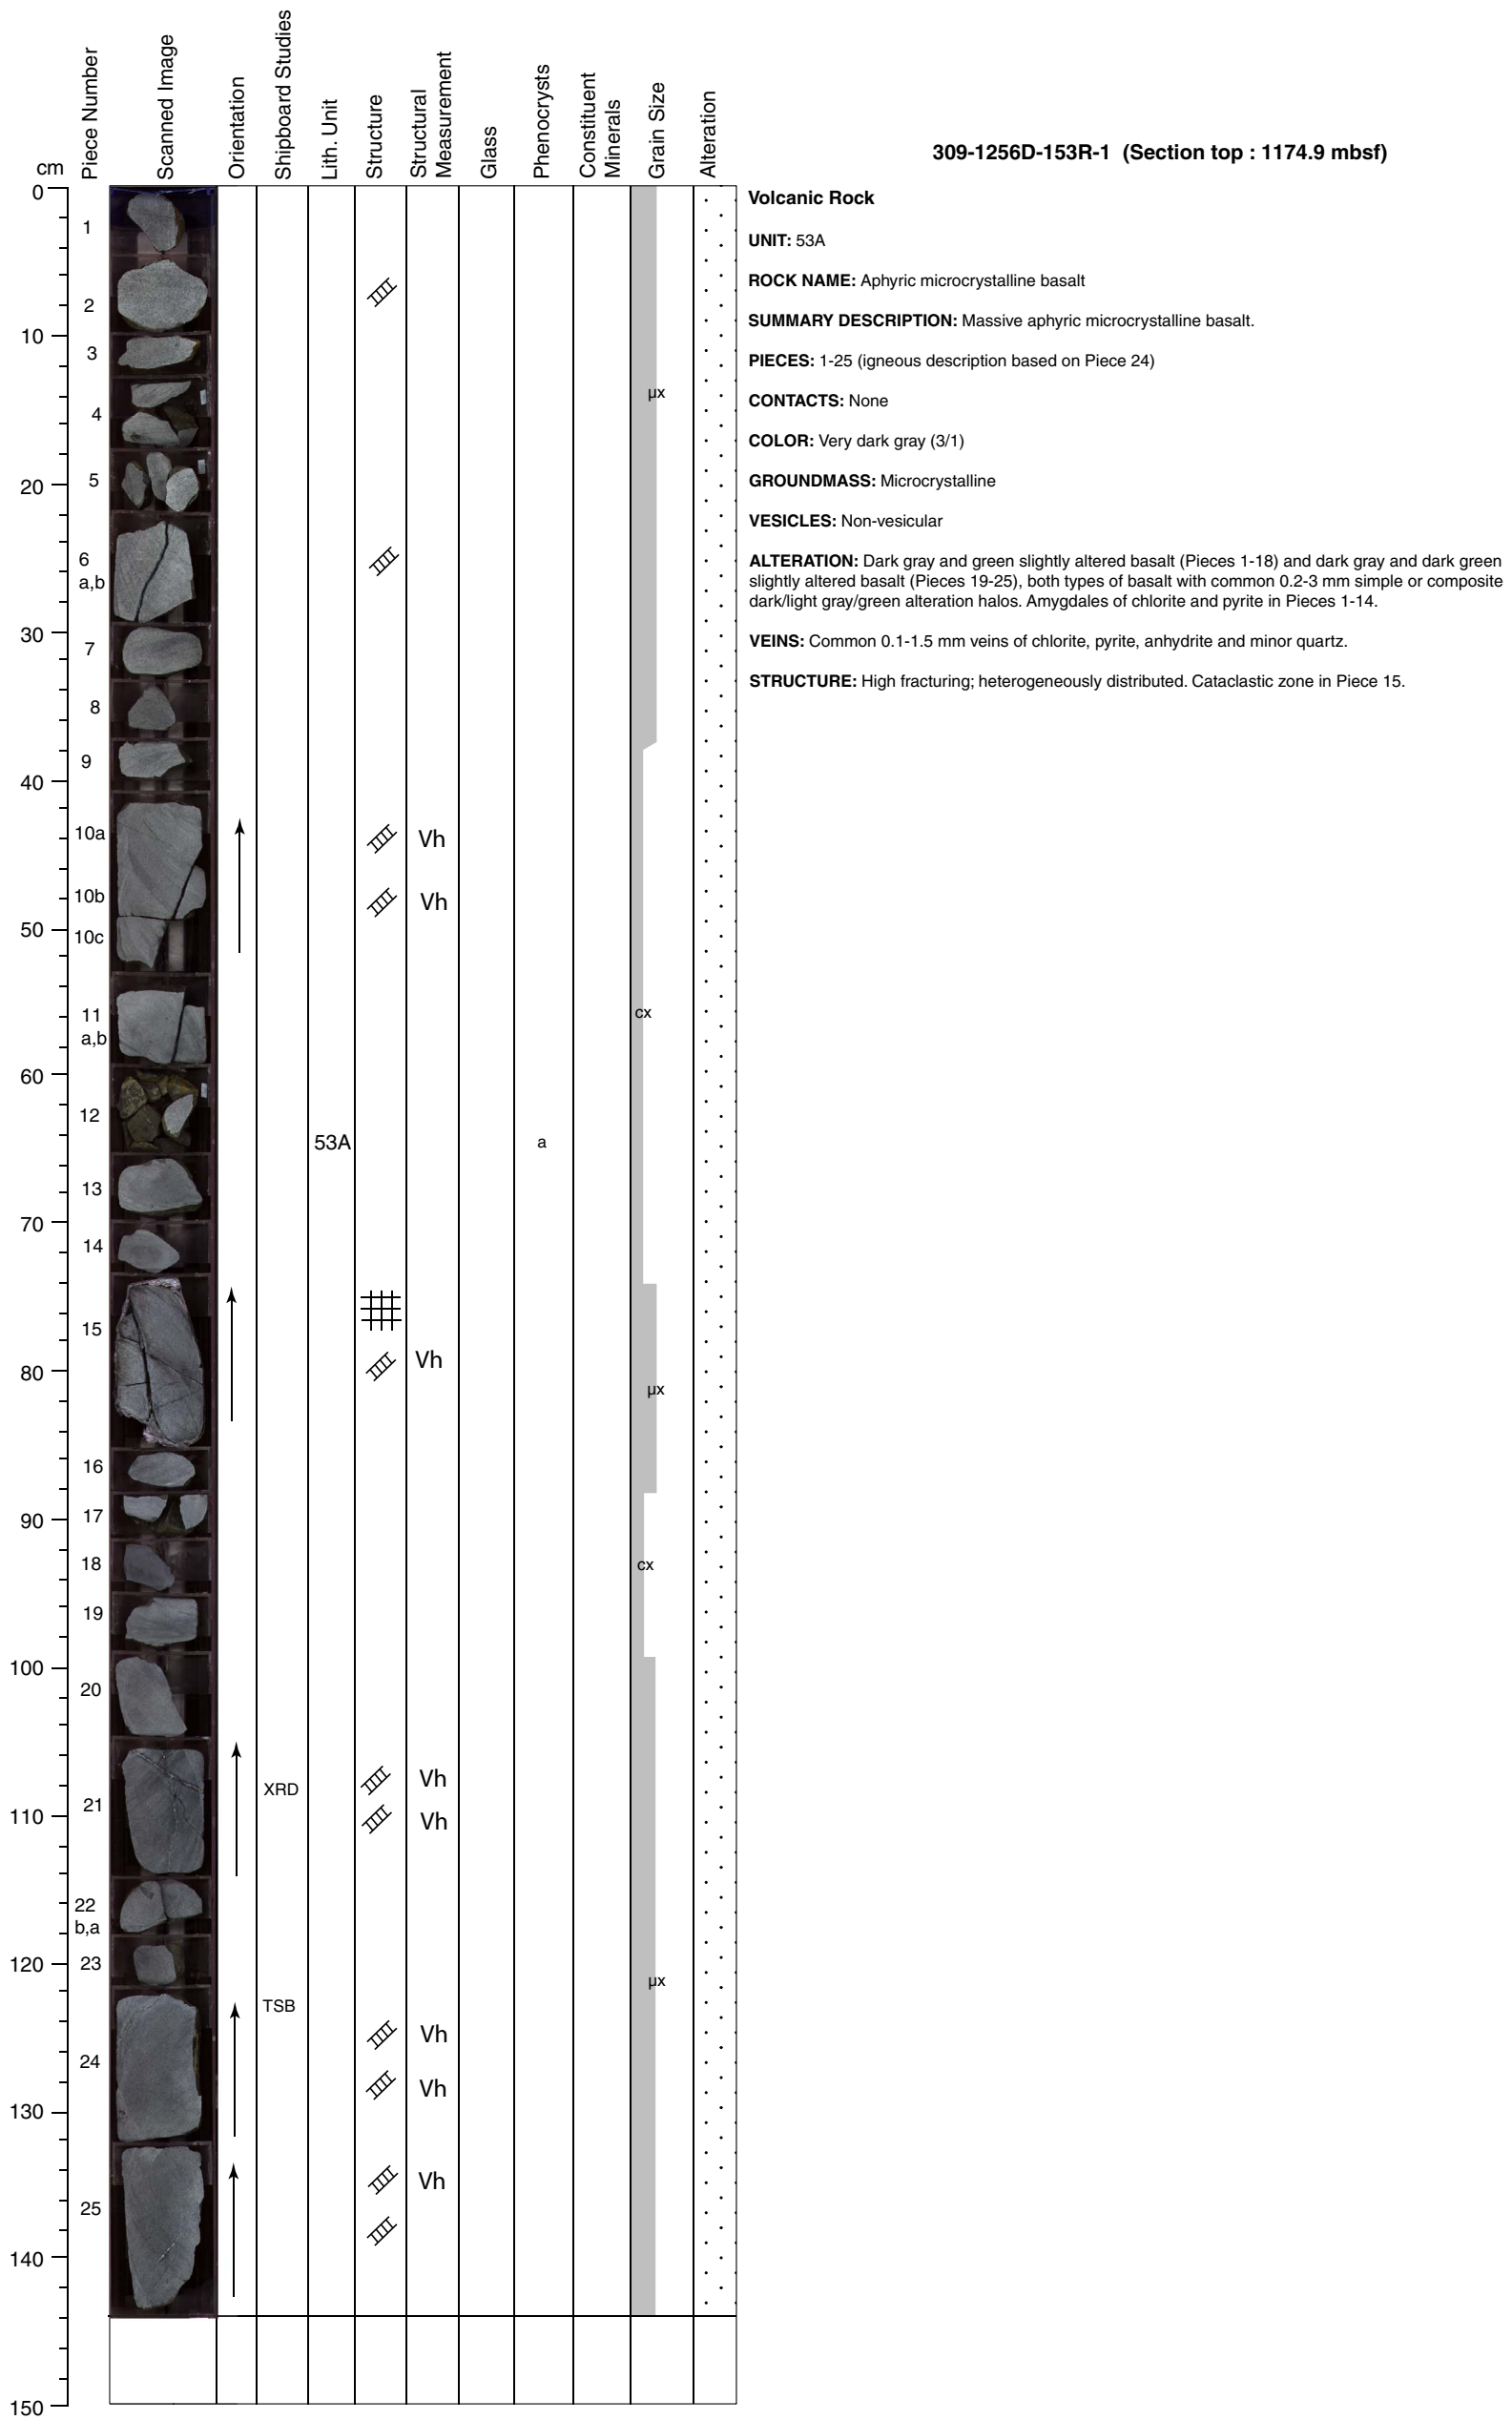 cm
Piece Number
Scanned Image
Orientation
Shipboard Studies
Lith. Unit
Structure
Structural
Measurement
Glass
Phenocrysts
Constituent
Minerals
Grain Size
Alteration
309-1256D-153R-1 (Section top : 1174.9 mbsf)
Volcanic Rock
UNIT: 53A
ROCK NAME: Aphyric microcrystalline basalt
SUMMARY DESCRIPTION: Massive aphyric microcrystalline basalt.
PIECES: 1-25 (igneous description based on Piece 24)
CONTACTS: None
COLOR: Very dark gray (3/1)
GROUNDMASS: Microcrystalline
VESICLES: Non-vesicular
ALTERATION: Dark gray and green slightly altered basalt (Pieces 1-18) and dark gray and dark green
slightly altered basalt (Pieces 19-25), both types of basalt with common 0.2-3 mm simple or composite
dark/light gray/green alteration halos. Amygdales of chlorite and pyrite in Pieces 1-14.
VEINS: Common 0.1-1.5 mm veins of chlorite, pyrite, anhydrite and minor quartz.
STRUCTURE: High fracturing; heterogeneously distributed. Cataclastic zone in Piece 15.
0
10
20
30
40
50
60
70
80
90
100
110
120
130
140
150
1
2
3
4
5
6
a,b
7
8
9
10a
10b
10c
11
a,b
12
13
14
15
16
17
18
19
20
21
22
b,a
23
24
25
XRD
TSB
53A
Vh
Vh
Vh
Vh
Vh
Vh
Vh
Vh
a
µx
cx
µx
cx
µx